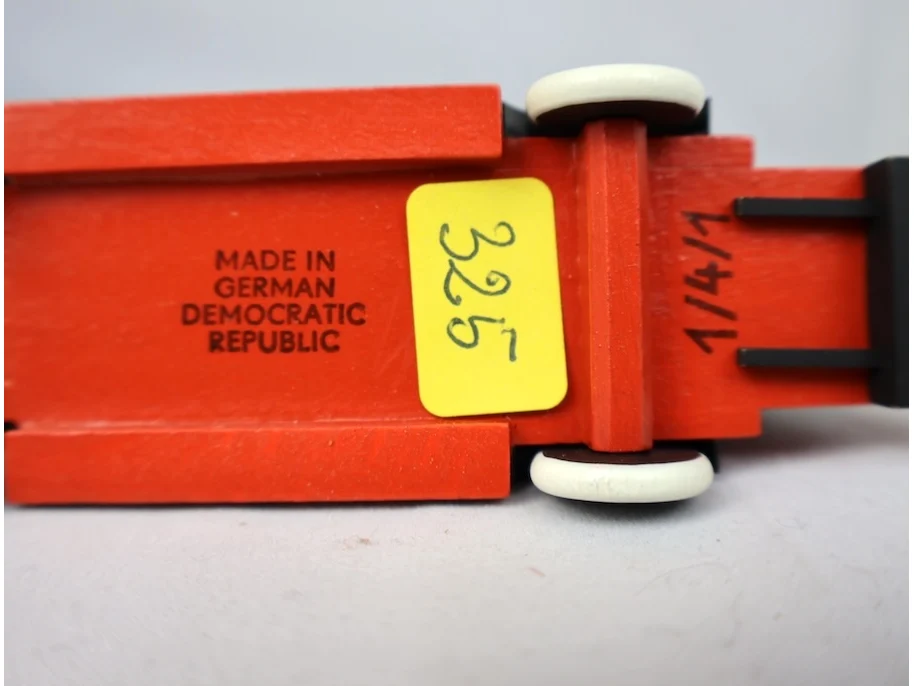 MADE IN
GERMAN
DEMOCRATIC
REPUBLIC
325
1/4/1